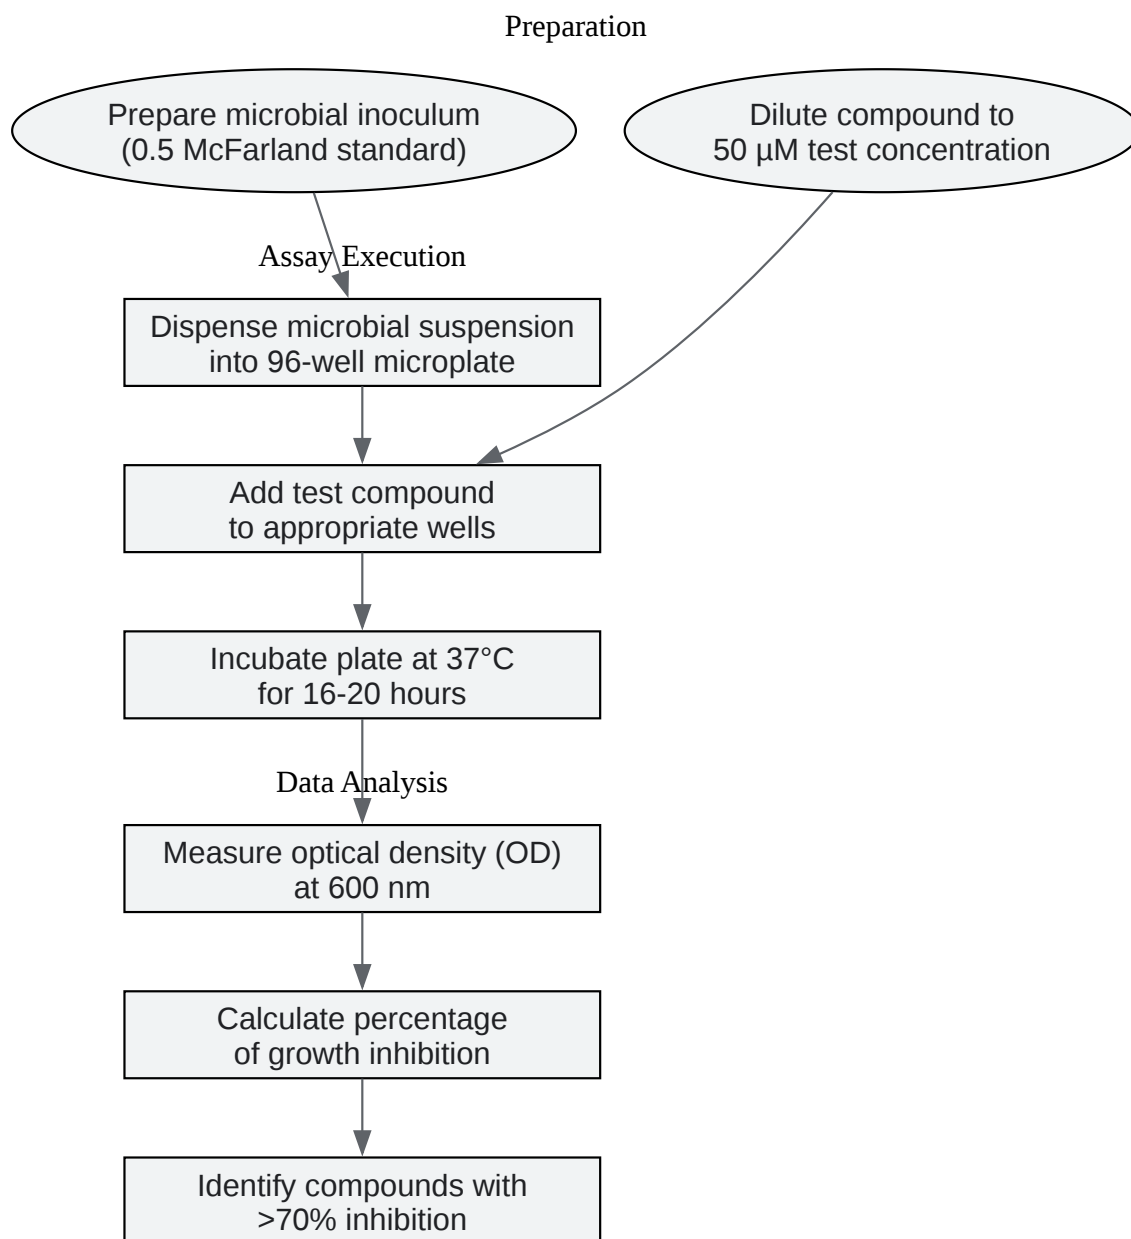 Preparation
Prepare microbial inoculum
(0.5 McFarland standard)
Dilute compound to
50 µM test concentration
Assay Execution
Dispense microbial suspension
into 96-well microplate
Add test compound
to appropriate wells
Incubate plate at 37°C
for 16-20 hours
Data Analysis
Measure optical density (OD)
at 600 nm
Calculate percentage
of growth inhibition
Identify compounds with
>70% inhibition